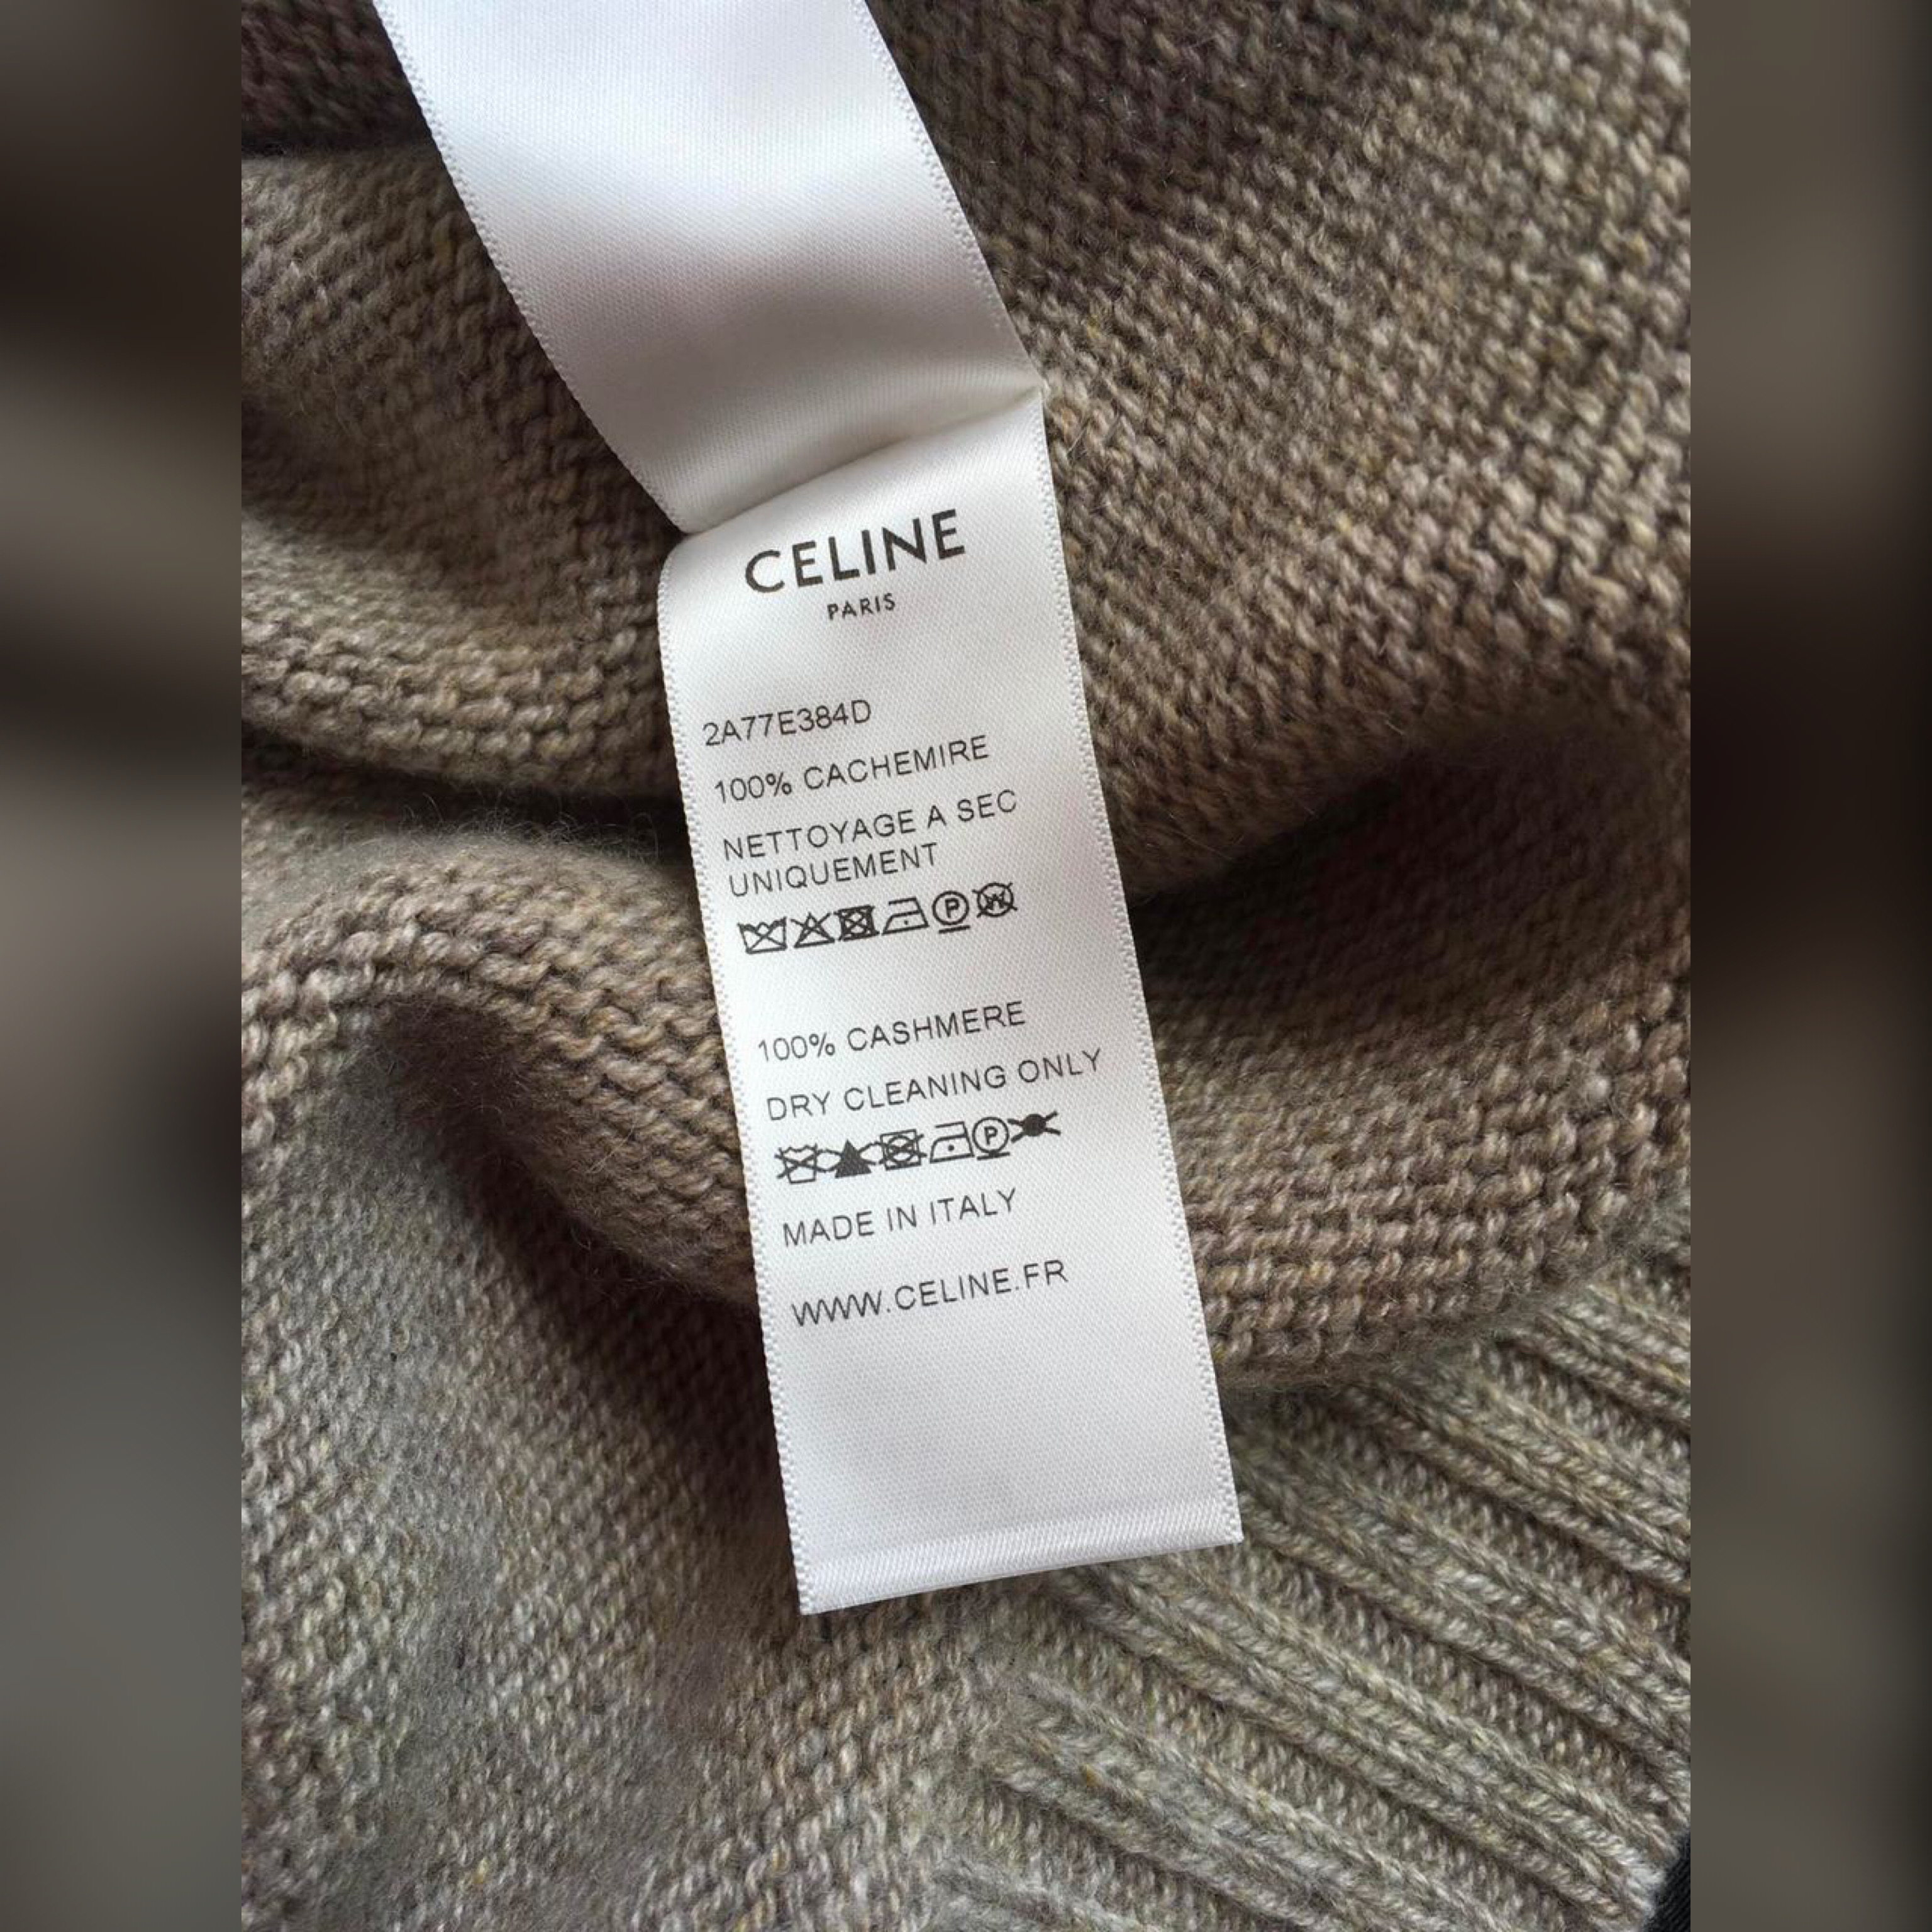 CELINE
PARIS
2A77E384D
100% CACHEMIRE
NETTOYAGE A SEC
UNIQUEMENT
P W
100% CASHMERE
DRY CLEANING ONLY
P
MADE IN ITALY
WWW.CELINE.FR